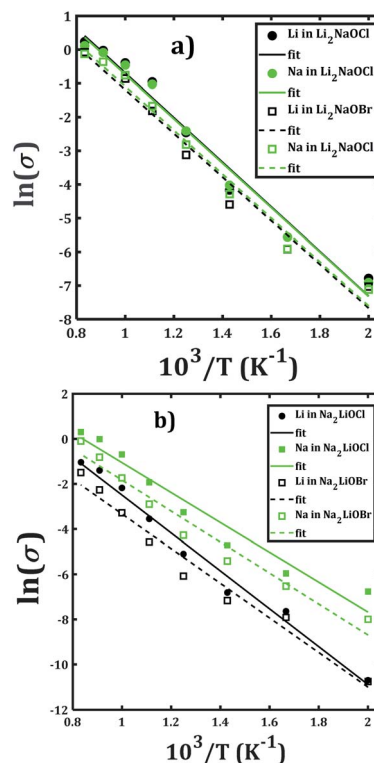 a)
Li in Li₂NaOCl
fit
Na in Li₂NaOCl
fit
Li in Li₂NaOBr
fit
Na in Li₂NaOCl
fit
1
0
-1
-2
-3
-4
-5
-6
-7
-8
ln(σ)
0.8 1 1.2 1.4 1.6 1.8 2
10³/T (K⁻¹)
b)
Li in Na₂LiOCl
fit
Na in Na₂LiOCl
fit
Li in Na₂LiOBr
fit
Na in Na₂LiOBr
fit
2
0
-2
-4
-6
-8
-10
-12
ln(σ)
0.8 1 1.2 1.4 1.6 1.8 2
10³/T (K⁻¹)